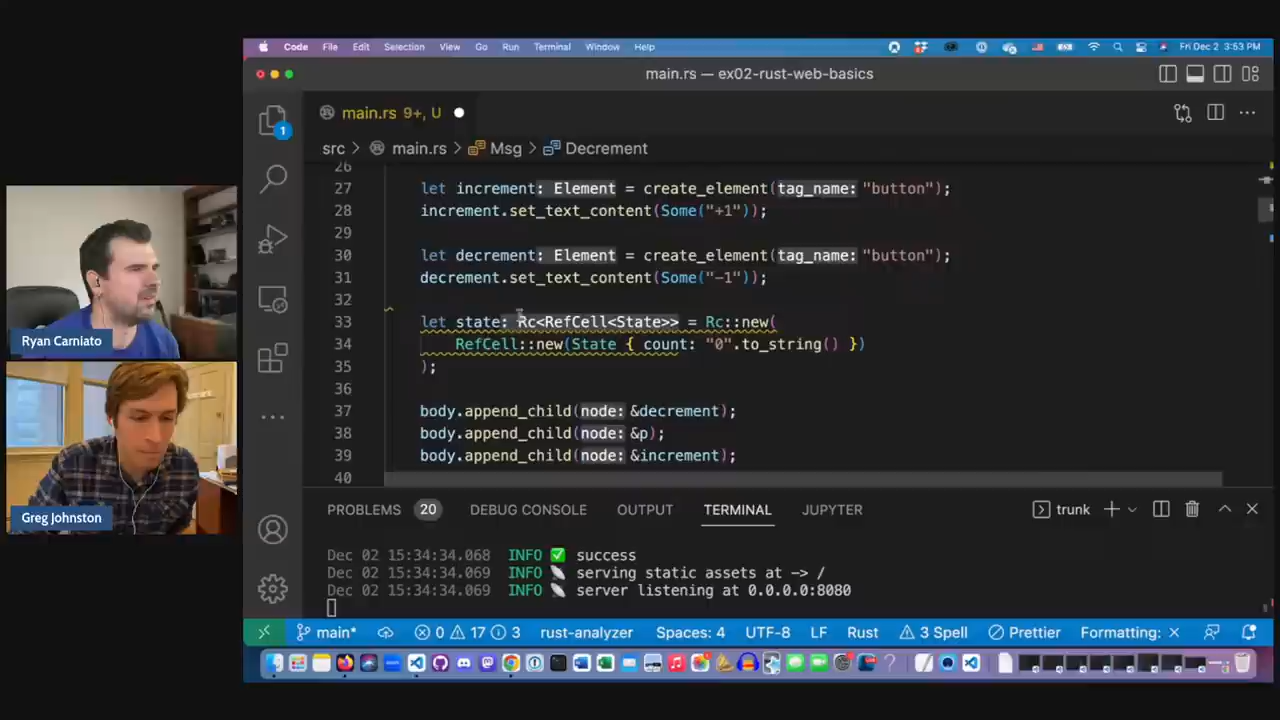 Code File Edit Selection View Go Run Terminal Window Help Fri Dec 2 3:53 PM
main.rs — ex02-rust-web-basics
main.rs 9+, U
1
src > main.rs > Msg > Decrement
26
27 let increment: Element = create_element(tag_name: "button");
28 increment.set_text_content(Some("+1"));
29
30 let decrement: Element = create_element(tag_name: "button");
31 decrement.set_text_content(Some("-1"));
32
33 let state: Rc<RefCell<State>> = Rc::new(
34 RefCell::new(State { count: "0".to_string() })
35 );
36
37 body.append_child(node: &decrement);
38 body.append_child(node: &p);
39 body.append_child(node: &increment);
40
Ryan Carniato
Greg Johnston
PROBLEMS 20 DEBUG CONSOLE OUTPUT TERMINAL JUPYTER trunk
Dec 02 15:34:34.068 INFO ✅ success
Dec 02 15:34:34.069 INFO 📡 serving static assets at -> /
Dec 02 15:34:34.069 INFO 📡 server listening at 0.0.0.0:8080
main* 0 17 3 rust-analyzer Spaces: 4 UTF-8 LF Rust 3 Spell Prettier Formatting: ×